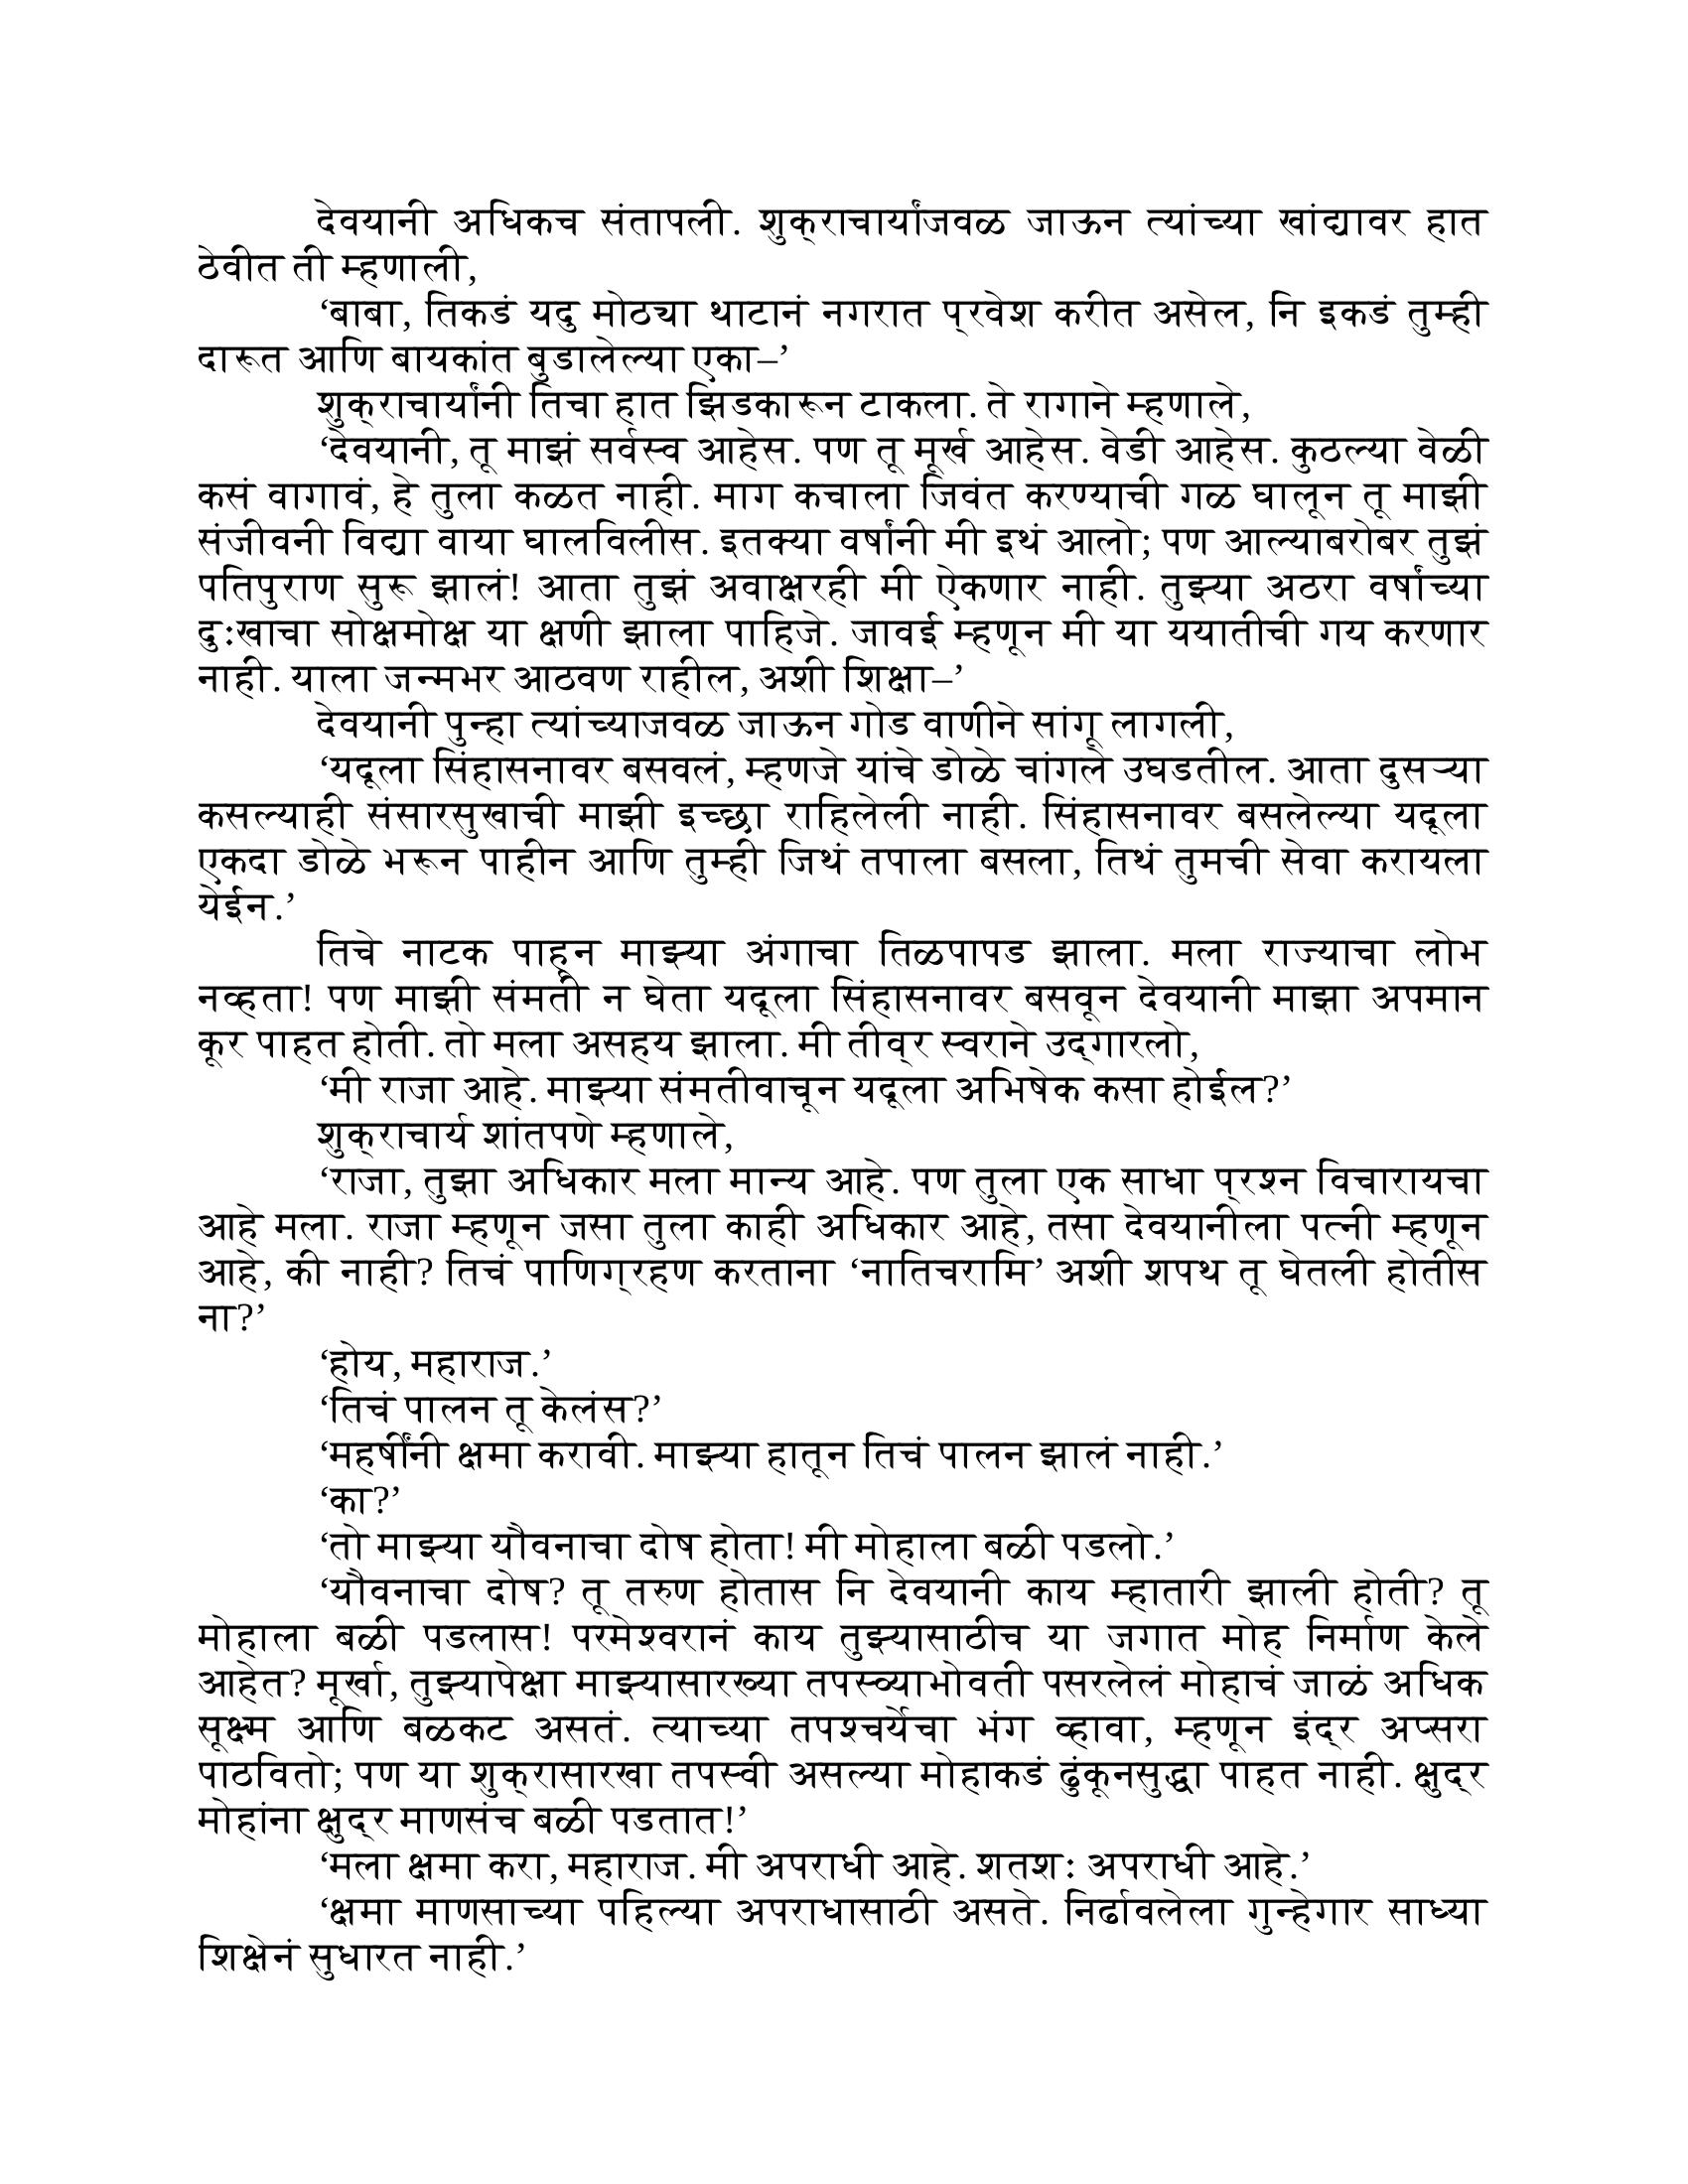 देवयानी अधिकच संतापली. शुक्‌राचार्यांजवळ जाऊन त्यांच्या खांद्यावर हात
ठेवीत ती म्हणाली,
‘बाबा, तिकडं यदु मोठ्या थाटानं नगरात प्‌रवेश करीत असेल, नि इकडं तुम्ही
दारूत आणि बायकांत बुडालेल्या एका–’
शुक्‌राचार्यांनी तिचा हात झिडकारून टाकला. ते रागाने म्हणाले,
‘देवयानी, तू माझं सर्वस्व आहेस. पण तू मूर्ख आहेस. वेडी आहेस. कुठल्या वेळी
कसं वागावं, हे तुला कळत नाही. माग कचाला जिवंत करण्याची गळ घालून तू माझी
संजीवनी विद्या वाया घालविलीस. इतक्या वर्षांनी मी इथं आलो; पण आल्याबरोबर तुझं
पतिपुराण सुरू झालं! आता तुझं अवाक्षरही मी ऐकणार नाही. तुझ्या अठरा वर्षांच्या
दुःखाचा सोक्षमोक्ष या क्षणी झाला पाहिजे. जावई म्हणून मी या ययातीची गय करणार
नाही. याला जन्मभर आठवण राहील, अशी शिक्षा–’
देवयानी पुन्हा त्यांच्याजवळ जाऊन गोड वाणीने सांगू लागली,
‘यदूला सिंहासनावर बसवलं, म्हणजे यांचे डोळे चांगले उघडतील. आता दुसऱ्या
कसल्याही संसारसुखाची माझी इच्छा राहिलेली नाही. सिंहासनावर बसलेल्या यदूला
एकदा डोळे भरून पाहीन आणि तुम्ही जिथं तपाला बसला, तिथं तुमची सेवा करायला
येईन.’
तिचे नाटक पाहून माझ्या अंगाचा तिळपापड झाला. मला राज्याचा लोभ
नव्हता! पण माझी संमती न घेता यदूला सिंहासनावर बसवून देवयानी माझा अपमान
कूर पाहत होती. तो मला असहय झाला. मी तीव्‌र स्वराने उद्‌गारलो,
‘मी राजा आहे. माझ्या संमतीवाचून यदूला अभिषेक कसा होईल?’
शुक्‌राचार्य शांतपणे म्हणाले,
‘राजा, तुझा अधिकार मला मान्य आहे. पण तुला एक साधा प्‌रश्न विचारायचा
आहे मला. राजा म्हणून जसा तुला काही अधिकार आहे, तसा देवयानीला पत्नी म्हणून
आहे, की नाही? तिचं पाणिग्‌रहण करताना ‘नातिचरामि’ अशी शपथ तू घेतली होतीस
ना?’
‘होय, महाराज.’
‘तिचं पालन तू केलंस?’
‘महर्षींनी क्षमा करावी. माझ्या हातून तिचं पालन झालं नाही.’
‘का?’
‘तो माझ्या यौवनाचा दोष होता! मी मोहाला बळी पडलो.’
‘यौवनाचा दोष? तू तरुण होतास नि देवयानी काय म्हातारी झाली होती? तू
मोहाला बळी पडलास! परमेश्वरानं काय तुझ्यासाठीच या जगात मोह निर्माण केले
आहेत? मूर्खा, तुझ्यापेक्षा माझ्यासारख्या तपस्व्याभोवती पसरलेलं मोहाचं जाळं अधिक
सूक्ष्म आणि बळकट असतं. त्याच्या तपश्चर्येचा भंग व्हावा, म्हणून इंद्‌र अप्सरा
पाठवितो; पण या शुक्‌रासारखा तपस्वी असल्या मोहाकडं ढुंकूनसुद्धा पाहत नाही. क्षुद्‌र
मोहांना क्षुद्‌र माणसंच बळी पडतात!’
‘मला क्षमा करा, महाराज. मी अपराधी आहे. शतशः अपराधी आहे.’
‘क्षमा माणसाच्या पहिल्या अपराधासाठी असते. निर्ढावलेला गुन्हेगार साध्या
शिक्षेनं सुधारत नाही.’